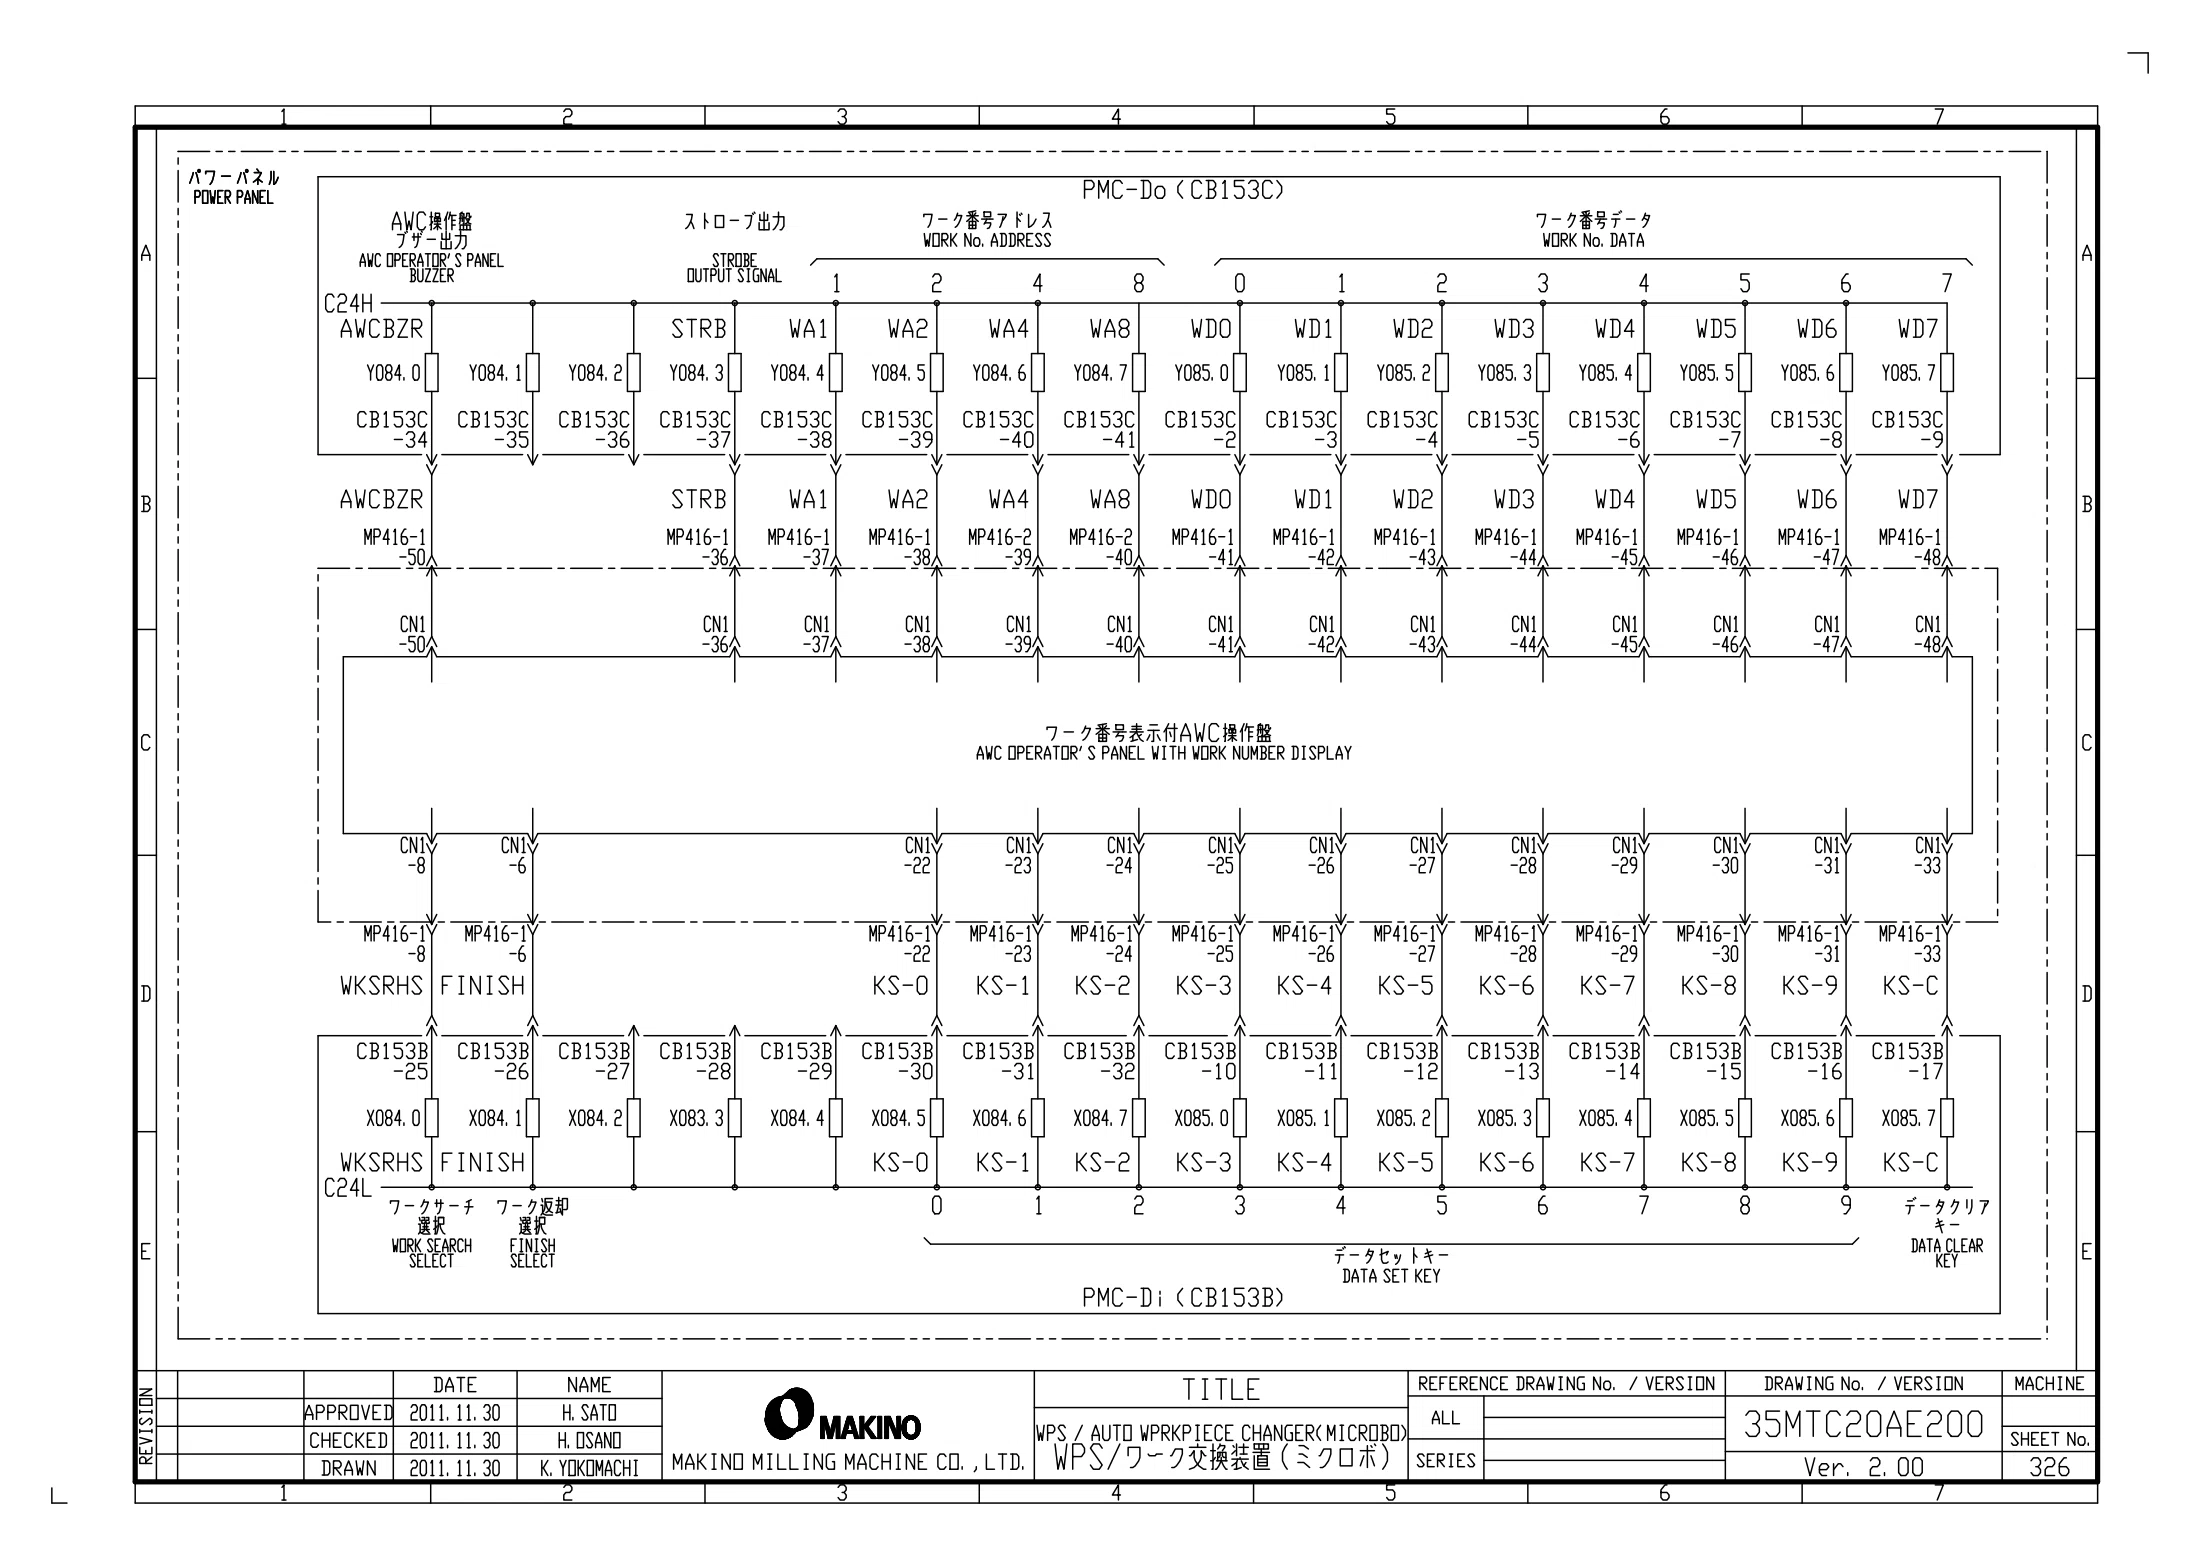 1 2 3 4 5 6 7
パワーパネル
POWER PANEL
PMC-Do (CB153C)
AWC操作盤
ブザー出力
AWC OPERATOR'S PANEL
BUZZER
ストローブ出力
STROBE
OUTPUT SIGNAL
ワーク番号アドレス
WORK No. ADDRESS
ワーク番号データ
WORK No. DATA
A A
1 2 4 8 0 1 2 3 4 5 6 7
C24H
AWCBZR STRB WA1 WA2 WA4 WA8 WD0 WD1 WD2 WD3 WD4 WD5 WD6 WD7
Y084.0 Y084.1 Y084.2 Y084.3 Y084.4 Y084.5 Y084.6 Y084.7 Y085.0 Y085.1 Y085.2 Y085.3 Y085.4 Y085.5 Y085.6 Y085.7
CB153C CB153C CB153C CB153C CB153C CB153C CB153C CB153C CB153C CB153C CB153C CB153C CB153C CB153C CB153C CB153C
-34 -35 -36 -37 -38 -39 -40 -41 -2 -3 -4 -5 -6 -7 -8 -9
B B
AWCBZR STRB WA1 WA2 WA4 WA8 WD0 WD1 WD2 WD3 WD4 WD5 WD6 WD7
MP416-1 MP416-1 MP416-1 MP416-1 MP416-2 MP416-2 MP416-1 MP416-1 MP416-1 MP416-1 MP416-1 MP416-1 MP416-1 MP416-1
-50 -36 -37 -38 -39 -40 -41 -42 -43 -44 -45 -46 -47 -48
CN1 CN1 CN1 CN1 CN1 CN1 CN1 CN1 CN1 CN1 CN1 CN1 CN1 CN1
-50 -36 -37 -38 -39 -40 -41 -42 -43 -44 -45 -46 -47 -48
C C
ワーク番号表示付AWC操作盤
AWC OPERATOR'S PANEL WITH WORK NUMBER DISPLAY
CN1 CN1 CN1 CN1 CN1 CN1 CN1 CN1 CN1 CN1 CN1 CN1 CN1
-8 -6 -22 -23 -24 -25 -26 -27 -28 -29 -30 -31 -33
MP416-1 MP416-1 MP416-1 MP416-1 MP416-1 MP416-1 MP416-1 MP416-1 MP416-1 MP416-1 MP416-1 MP416-1 MP416-1
-8 -6 -22 -23 -24 -25 -26 -27 -28 -29 -30 -31 -33
WKSRHS FINISH KS-0 KS-1 KS-2 KS-3 KS-4 KS-5 KS-6 KS-7 KS-8 KS-9 KS-C
D D
CB153B CB153B CB153B CB153B CB153B CB153B CB153B CB153B CB153B CB153B CB153B CB153B CB153B CB153B CB153B CB153B
-25 -26 -27 -28 -29 -30 -31 -32 -10 -11 -12 -13 -14 -15 -16 -17
X084.0 X084.1 X084.2 X083.3 X084.4 X084.5 X084.6 X084.7 X085.0 X085.1 X085.2 X085.3 X085.4 X085.5 X085.6 X085.7
WKSRHS FINISH KS-0 KS-1 KS-2 KS-3 KS-4 KS-5 KS-6 KS-7 KS-8 KS-9 KS-C
C24L
0 1 2 3 4 5 6 7 8 9
ワークサーチ
選択
WORK SEARCH
SELECT
ワーク返却
選択
FINISH
SELECT
データセットキー
DATA SET KEY
データクリア
キー
DATA CLEAR
KEY
E E
PMC-Di (CB153B)
REVISION
DATE NAME
APPROVED 2011.11.30 H. SATO
CHECKED 2011.11.30 H. OSANO
DRAWN 2011.11.30 K. YOKOMACHI
MAKINO
MAKINO MILLING MACHINE CO., LTD.
TITLE
WPS / AUTO WPRKPIECE CHANGER(MICROBO)
WPS/ワーク交換装置(ミクロボ)
REFERENCE DRAWING No. / VERSION
ALL
SERIES
DRAWING No. / VERSION
35MTC20AE200
Ver. 2.00
MACHINE
SHEET No.
326
1 2 3 4 5 6 7